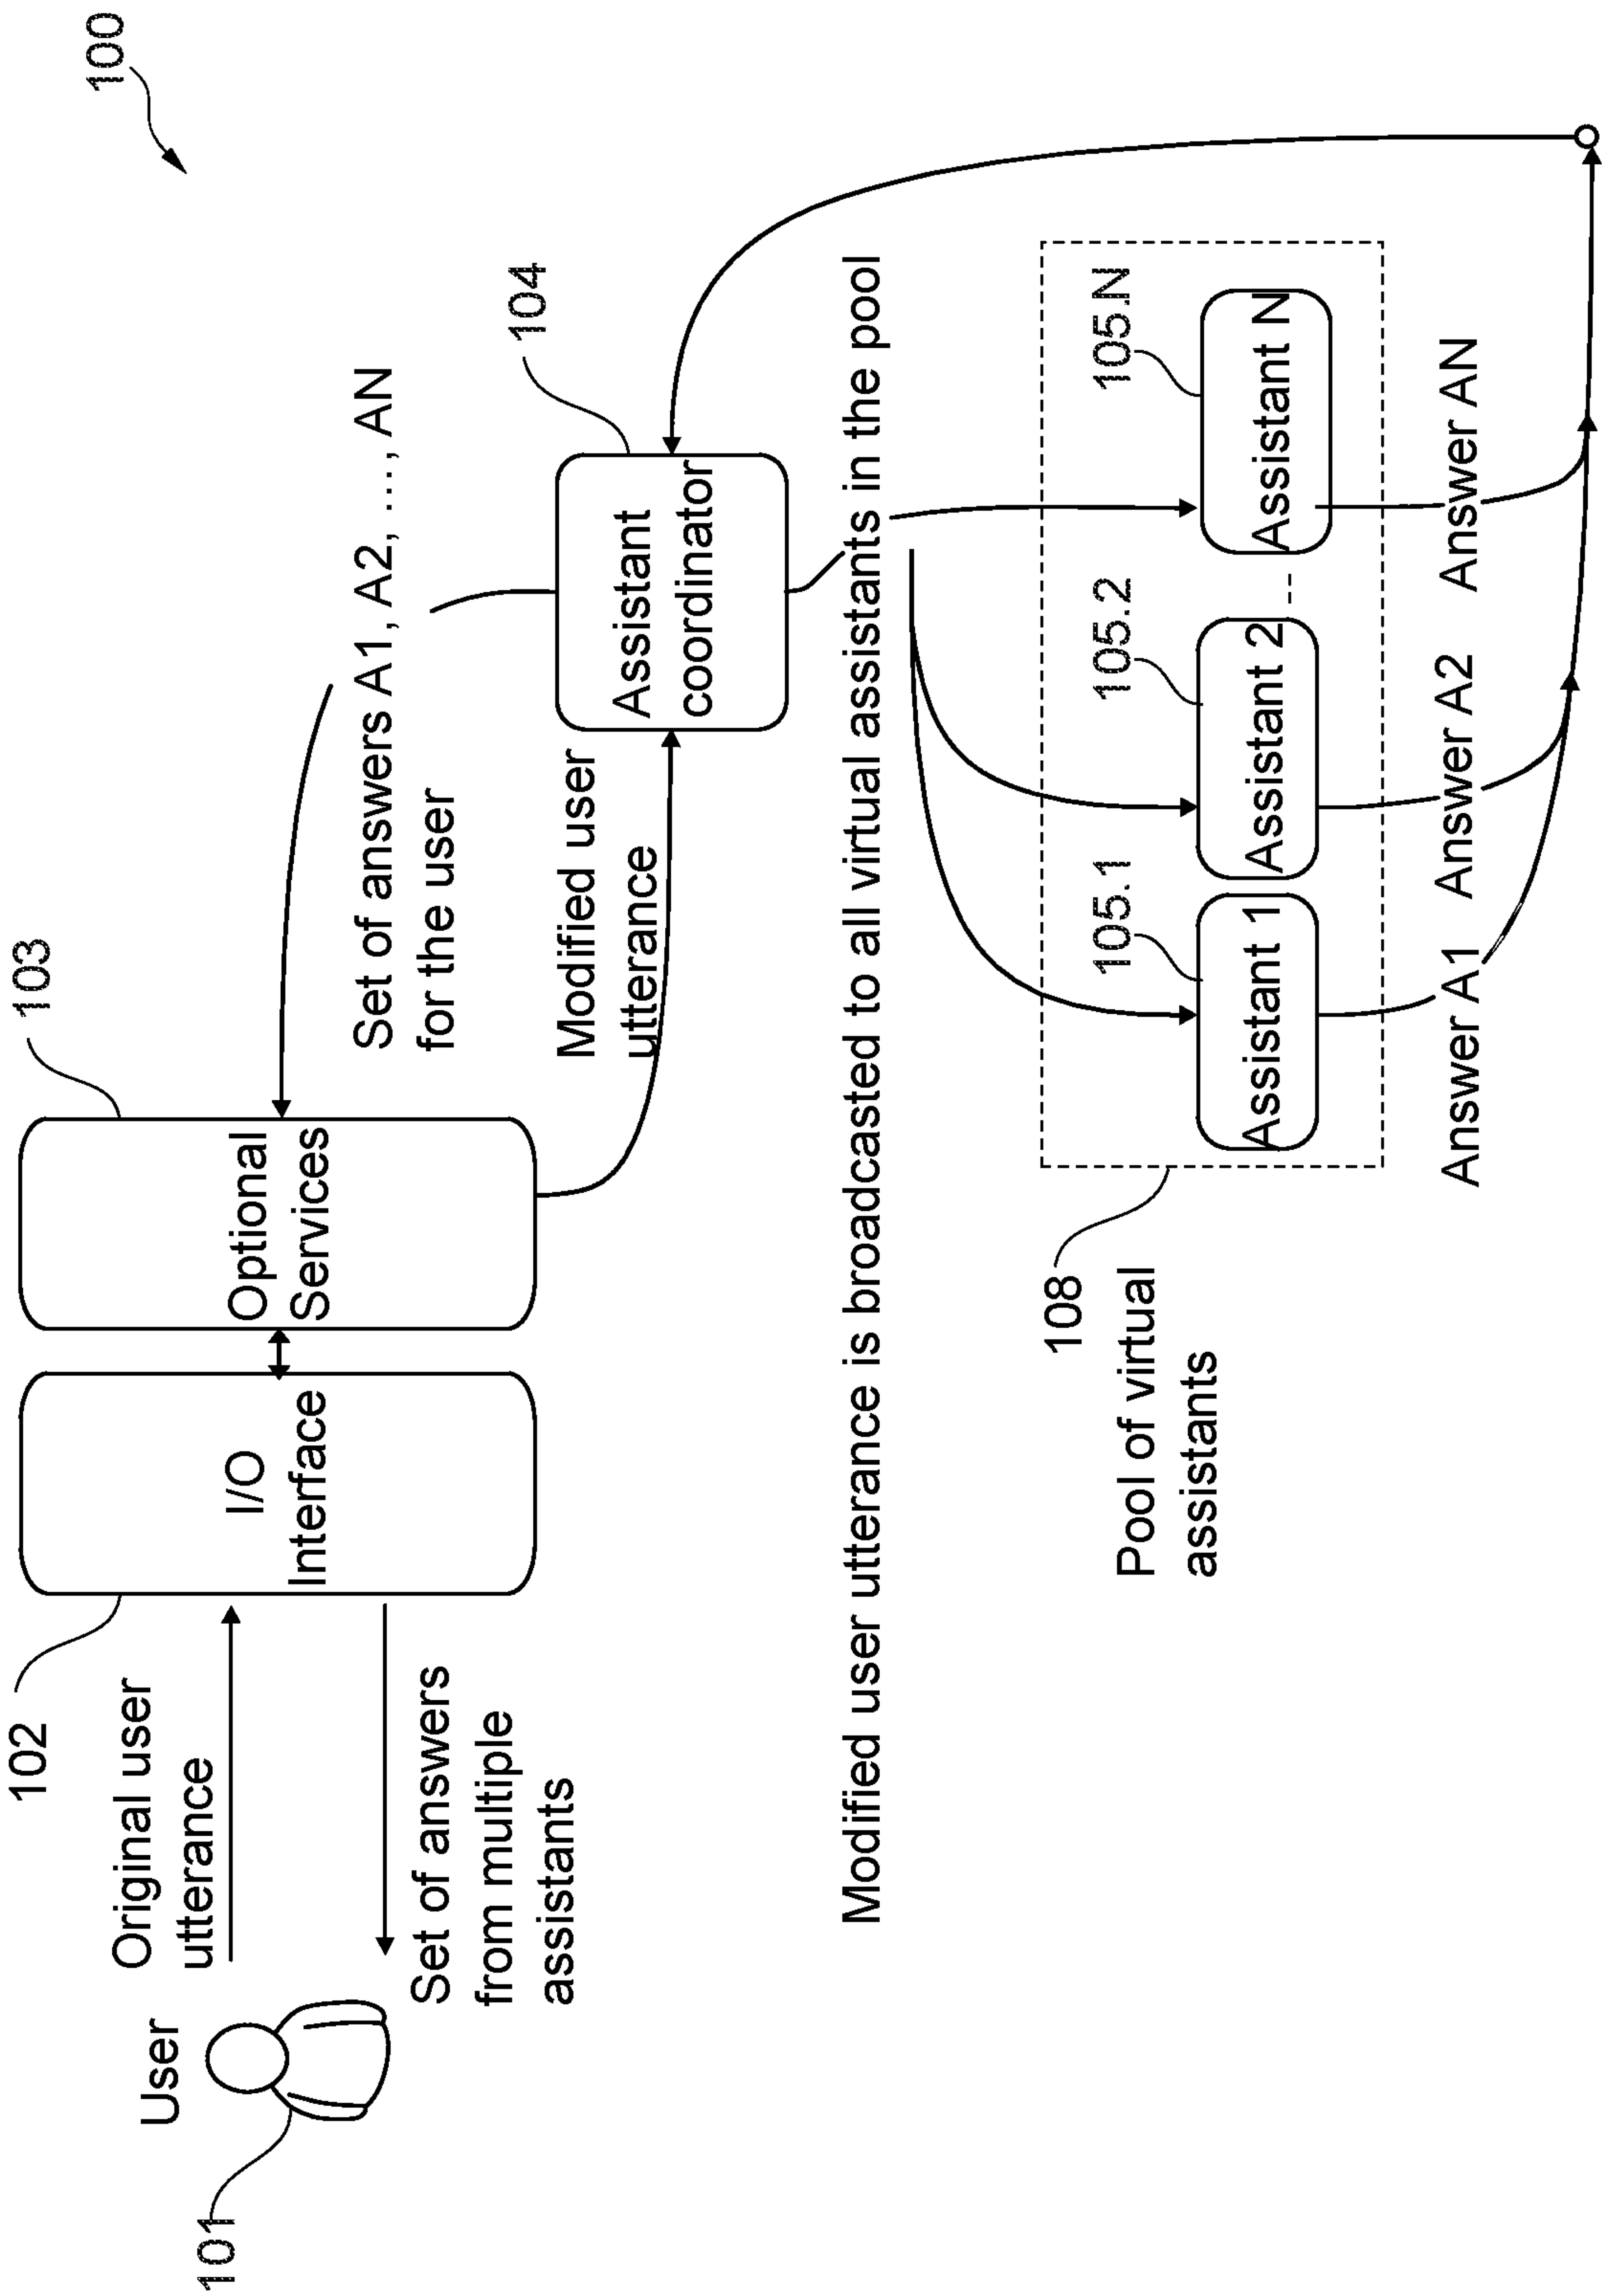 100
103
102
Original user
utterance
User
101
I/O
Interface
Optional
Services
Set of answers
from multiple
assistants
Set of answers A1, A2, ..., AN
for the user
104
Modified user
utterance
Assistant
coordinator
Modified user utterance is broadcasted to all virtual assistants in the pool
108
Pool of virtual
assistants
105.1
105.2
105.N
Assistant 1
Assistant 2
Assistant N
Answer A1
Answer A2
Answer AN